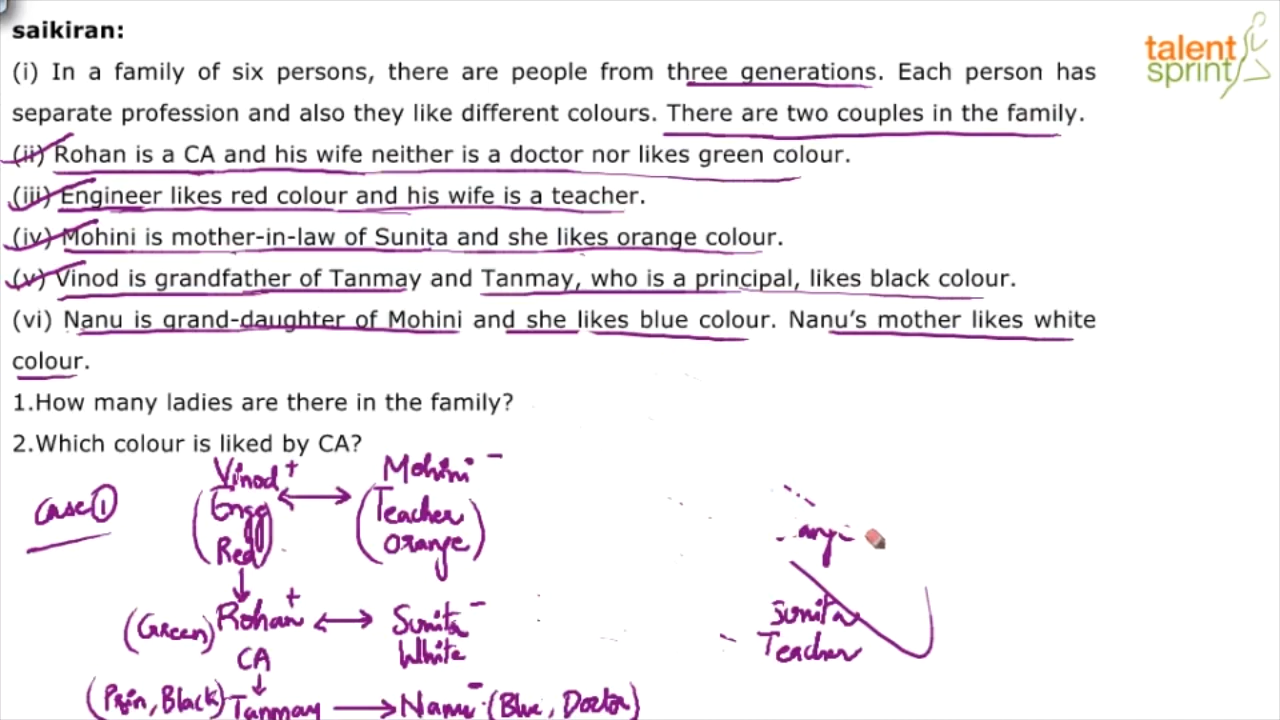 saikiran:
talent
sprint
(i) In a family of six persons, there are people from three generations. Each person has
separate profession and also they like different colours. There are two couples in the family.
(ii) Rohan is a CA and his wife neither is a doctor nor likes green colour.
(iii) Engineer likes red colour and his wife is a teacher.
(iv) Mohini is mother-in-law of Sunita and she likes orange colour.
(v) Vinod is grandfather of Tanmay and Tanmay, who is a principal, likes black colour.
(vi) Nanu is grand-daughter of Mohini and she likes blue colour. Nanu's mother likes white
colour.
1.How many ladies are there in the family?
2.Which colour is liked by CA?
Vinod + Mohini -
Case ① (Engg Teacher
Red) Orange
(Green) Rohan + Sunita - Sunita
CA White Teacher
(Prin, Black) Tanmay Nanu - (Blue, Doctor)